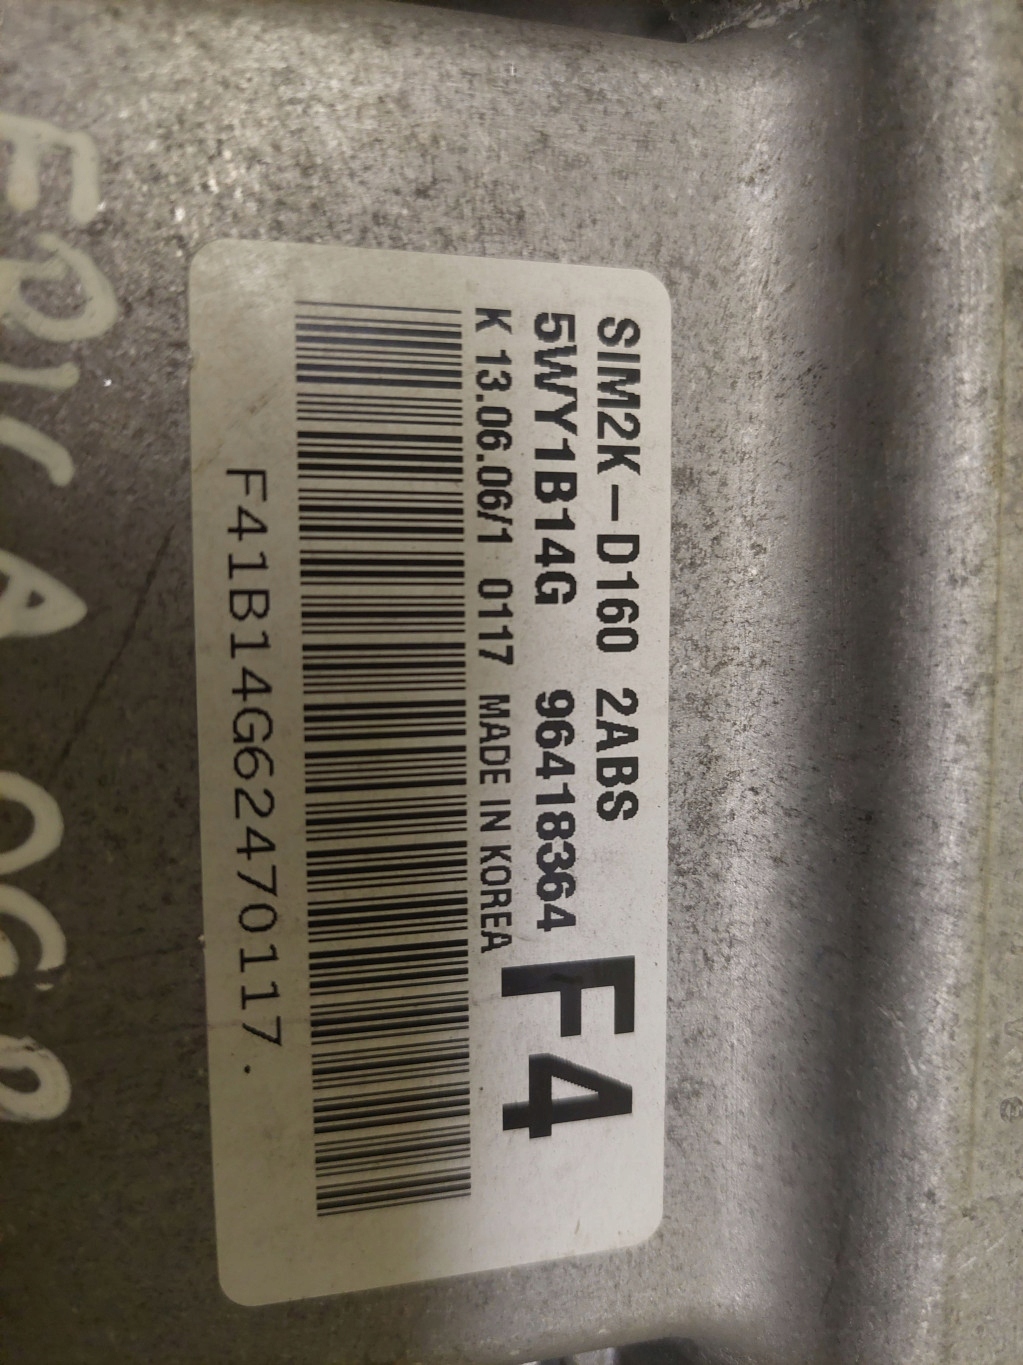 SIM2K-D160 2ABS
5WY1B14G 96418364
F4
K 13.06.06/1 0117 MADE IN KOREA
F41B14G62470117.